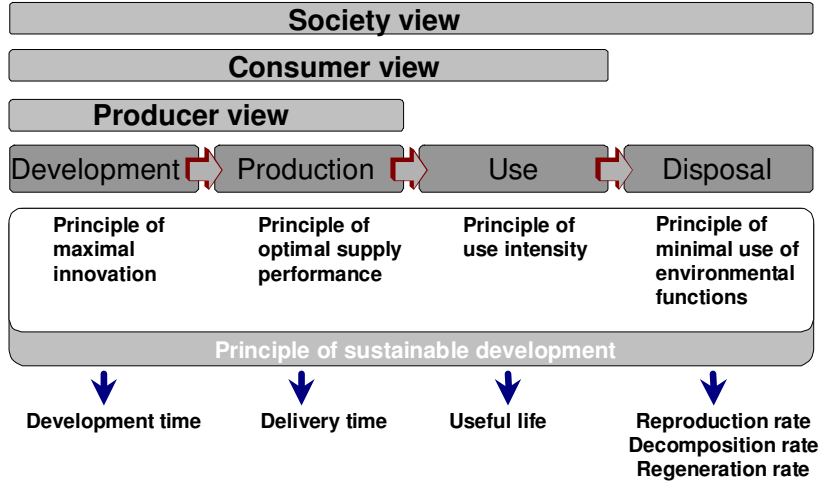 Society view
Consumer view
Producer view
Development
Production
Use
Disposal
Principle of
maximal
innovation
Principle of
optimal supply
performance
Principle of
use intensity
Principle of
minimal use of
environmental
functions
Principle of sustainable development
Development time
Delivery time
Useful life
Reproduction rate
Decomposition rate
Regeneration rate